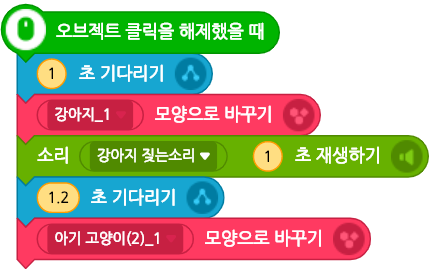 오브젝트 클릭을 해제했을 때
1 초 기다리기
강아지_1 모양으로 바꾸기
소리 강아지 짖는소리 1 초 재생하기
1.2 초 기다리기
아기 고양이(2)_1 모양으로 바꾸기